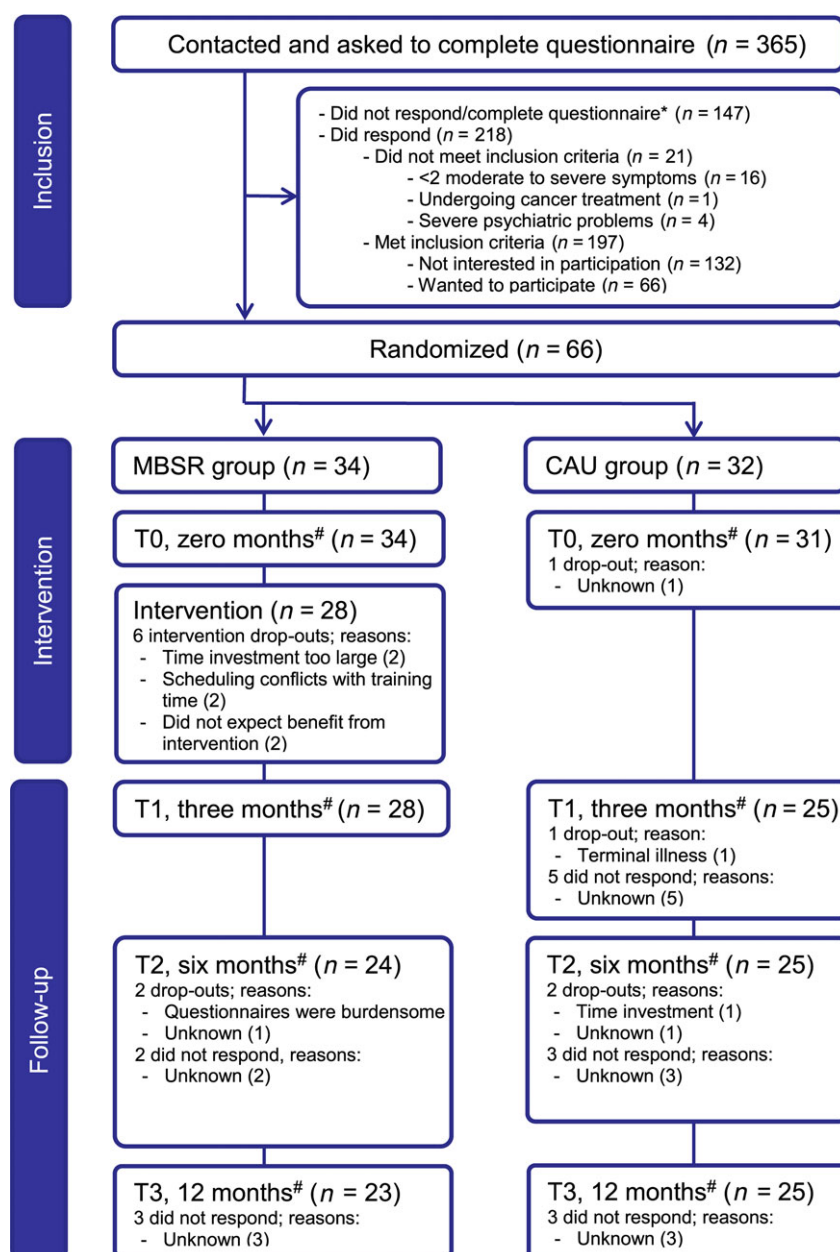 Inclusion
Contacted and asked to complete questionnaire (n = 365)
- Did not respond/complete questionnaire* (n = 147)
- Did respond (n = 218)
- Did not meet inclusion criteria (n = 21)
- <2 moderate to severe symptoms (n = 16)
- Undergoing cancer treatment (n = 1)
- Severe psychiatric problems (n = 4)
- Met inclusion criteria (n = 197)
- Not interested in participation (n = 132)
- Wanted to participate (n = 66)
Randomized (n = 66)
Intervention
MBSR group (n = 34)
T0, zero months# (n = 34)
Intervention (n = 28)
6 intervention drop-outs; reasons:
- Time investment too large (2)
- Scheduling conflicts with training
time (2)
- Did not expect benefit from
intervention (2)
CAU group (n = 32)
T0, zero months# (n = 31)
1 drop-out; reason:
- Unknown (1)
Follow-up
T1, three months# (n = 28)
T2, six months# (n = 24)
2 drop-outs; reasons:
- Questionnaires were burdensome
- Unknown (1)
2 did not respond, reasons:
- Unknown (2)
T3, 12 months# (n = 23)
3 did not respond; reasons:
- Unknown (3)
T1, three months# (n = 25)
1 drop-out; reason:
- Terminal illness (1)
5 did not respond; reasons:
- Unknown (5)
T2, six months# (n = 25)
2 drop-outs; reasons:
- Time investment (1)
- Unknown (1)
3 did not respond; reasons:
- Unknown (3)
T3, 12 months# (n = 25)
3 did not respond; reasons:
- Unknown (3)